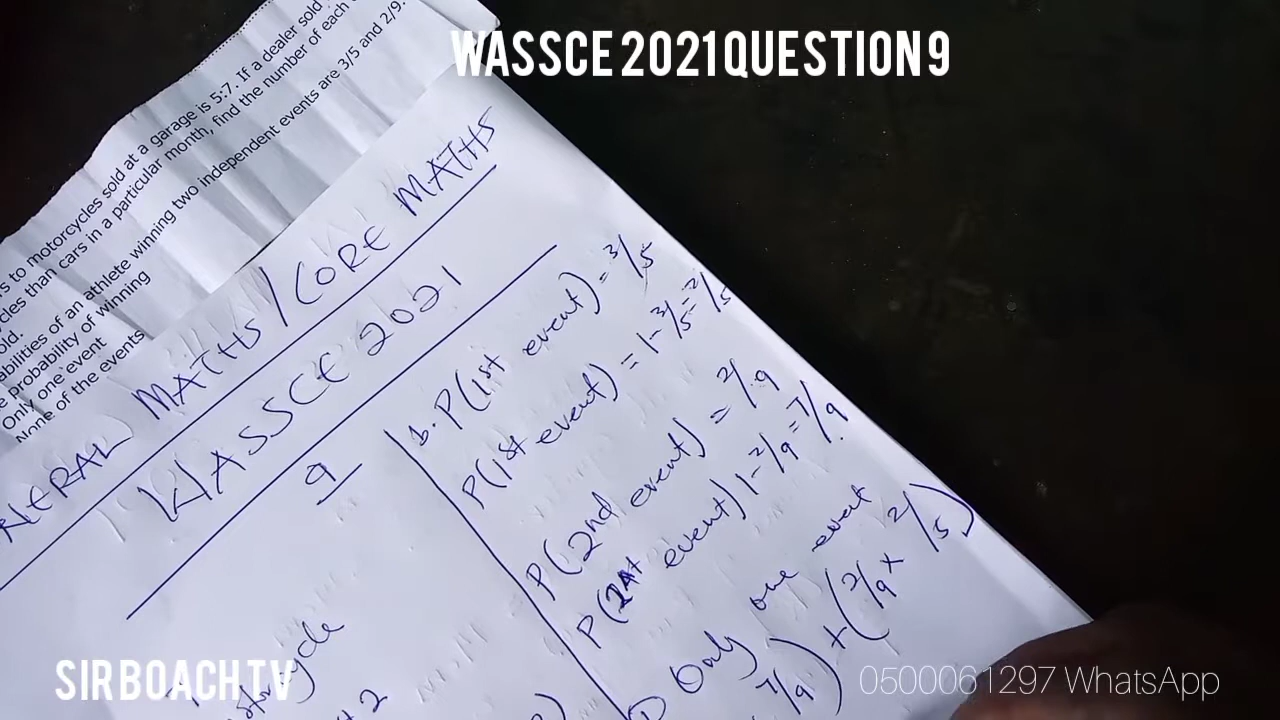 WASSCE 2021 QUESTION 9
s to motorcycles sold at a garage is 5:7. If a dealer sold
cles than cars in a particular month, find the number of each
old.
abilities of an athlete winning two independent events are 3/5 and 2/9.
e probability of winning
Only one event
None of the events
NERAL MATHS / CORE MATHS
WASSCE 2021
9
1. P(1st event) = 3/5
P(1st event) = 1-3/5=2/5
P(2nd event) = 2/9
P(2nd event) 1-2/9=7/9
Only one event
7/9) + (2/9 x 2/5)
otorcycle
+ 2
SIR BOACH TV
0500061297 WhatsApp